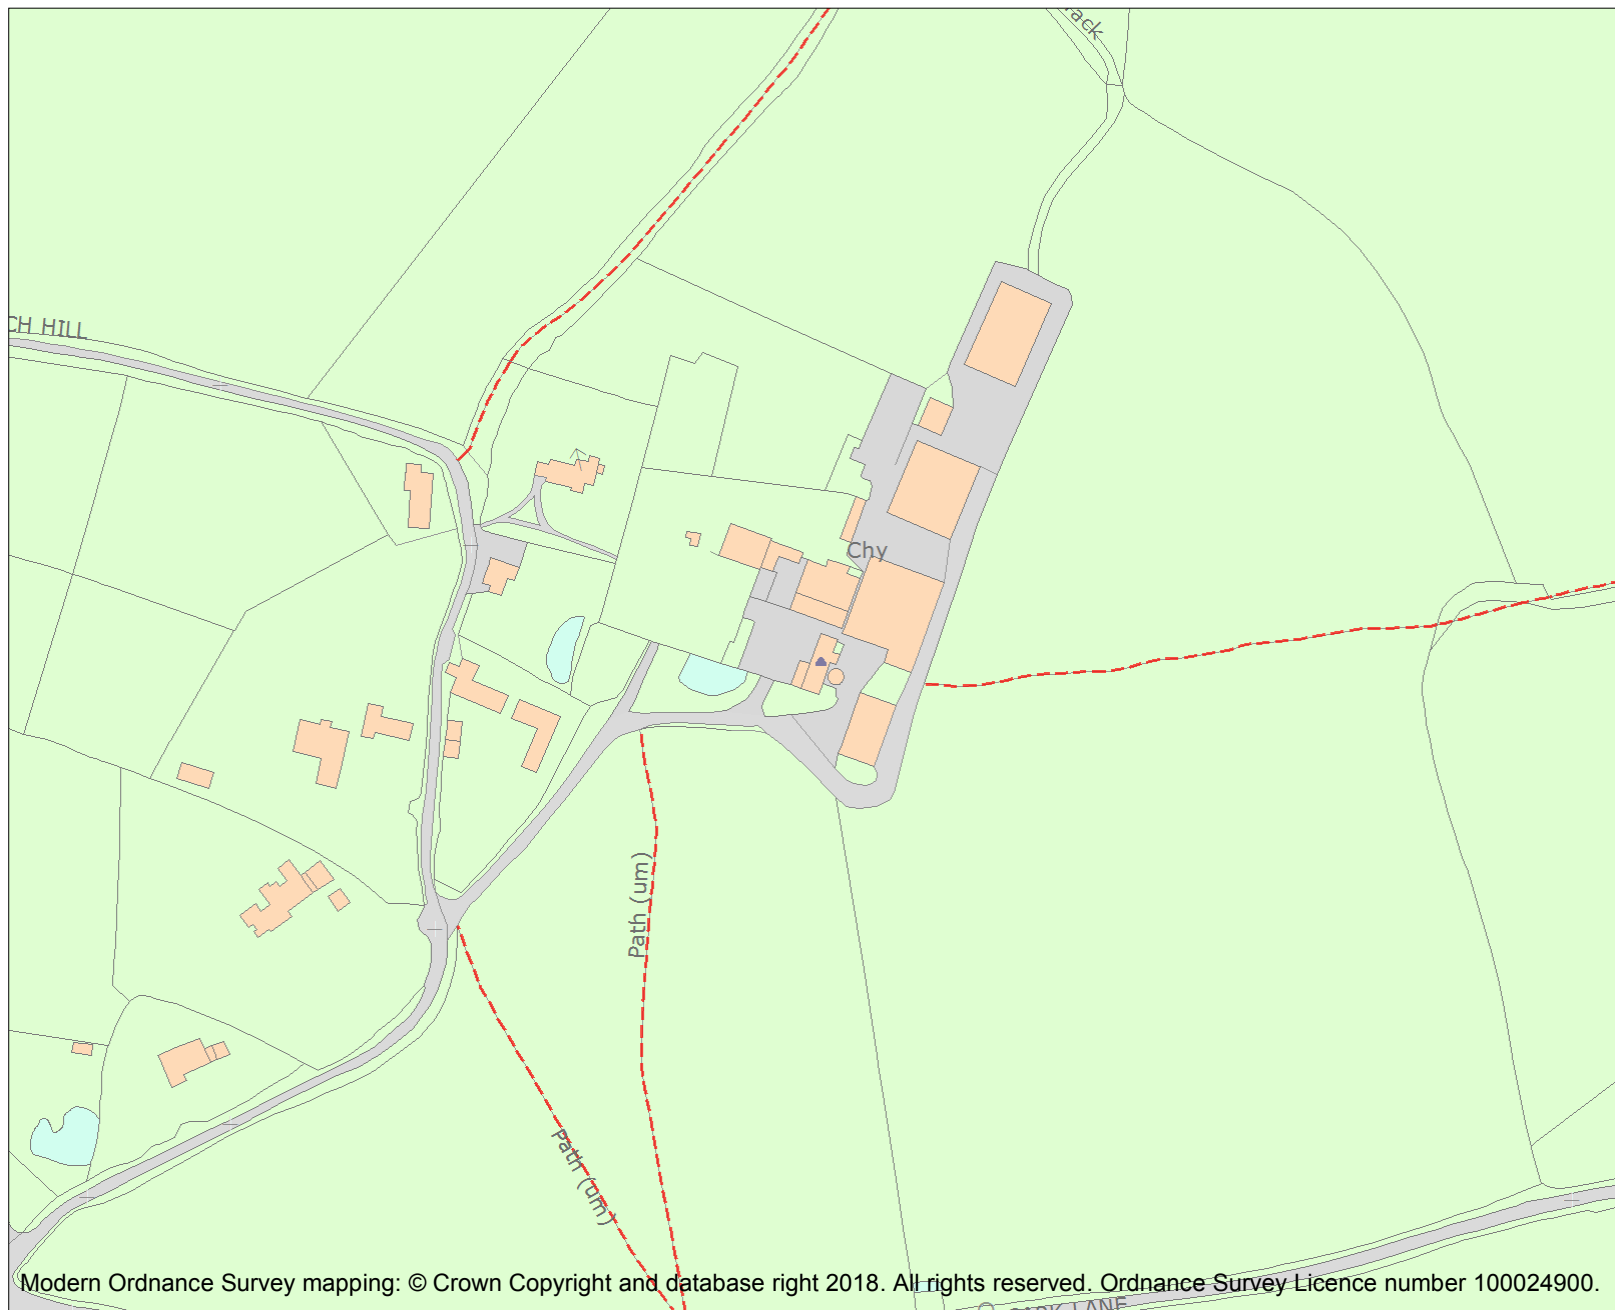 CH HILL
Chy
Path (um)
Path (um)
Modern Ordnance Survey mapping: © Crown Copyright and database right 2018. All rights reserved. Ordnance Survey Licence number 100024900.
LANE